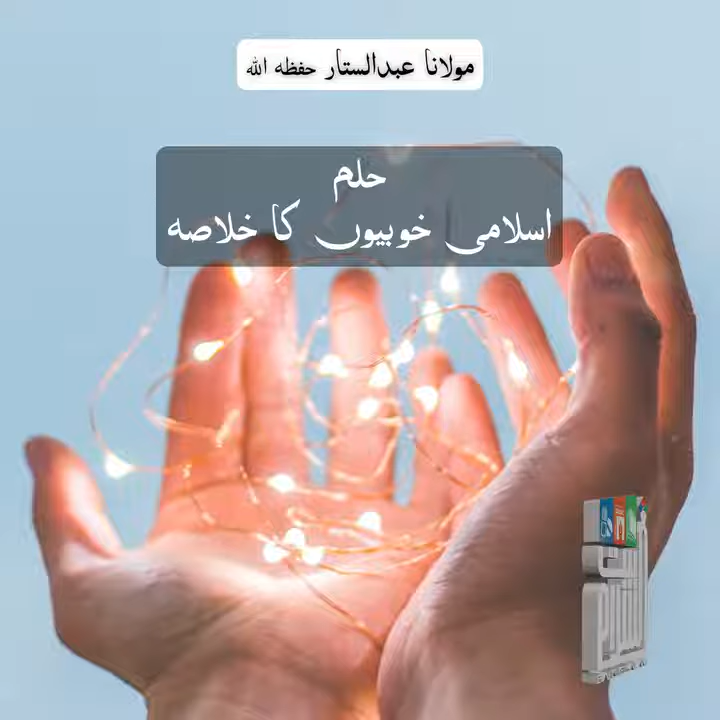 مولانا عبدالستار حفظہ اللہ
حلم
اسلامی خوبیوں کا خلاصہ